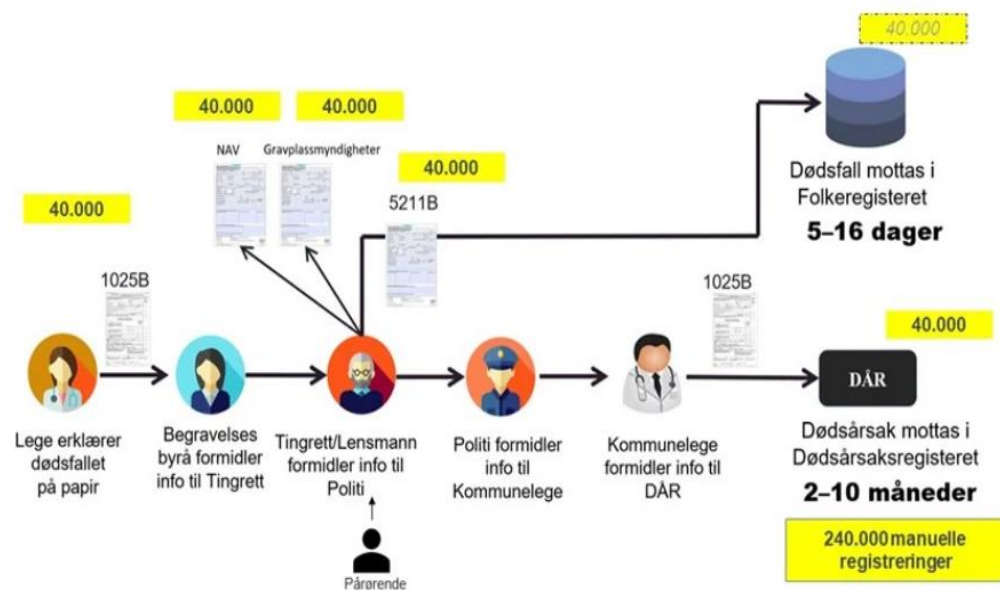 40.000
40.000
40.000
NAV
Gravplassmyndigheter
40.000
5211B
40.000
Dødsfall mottas i
Folkeregisteret
5–16 dager
1025B
1025B
40.000
DÅR
Lege erklærer
dødsfallet
på papir
Begravelses
byrå formidler
info til Tingrett
Tingrett/Lensmann
formidler info til
Politi
Politi formidler
info til
Kommunelege
Kommunelege
formidler info til
DÅR
Dødsårsak mottas i
Dødsårsaksregisteret
2–10 måneder
240.000 manuelle
registreringer
Pårørende